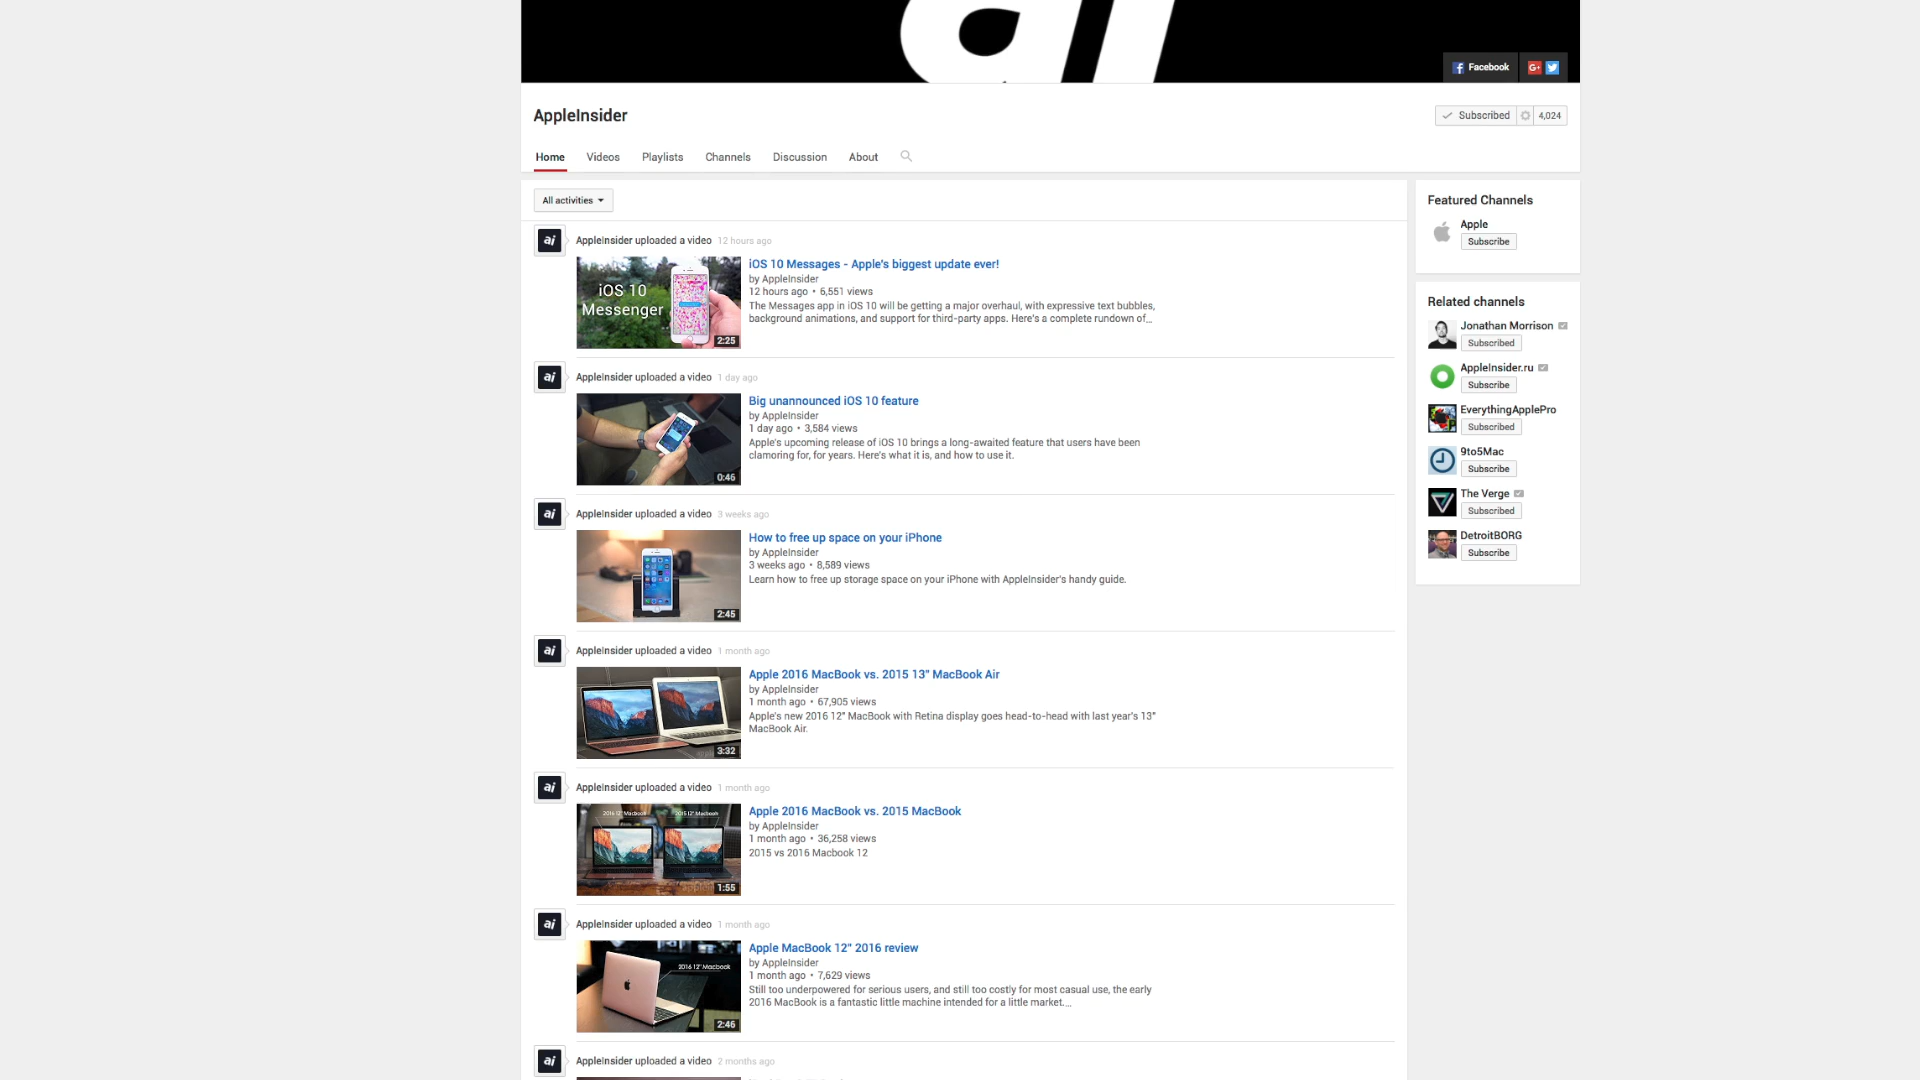 ai
Facebook
G+
AppleInsider
Subscribed 4,024
Home Videos Playlists Channels Discussion About
All activities
ai AppleInsider uploaded a video 12 hours ago
iOS 10
Messenger
2:25
iOS 10 Messages - Apple's biggest update ever!
by AppleInsider
12 hours ago • 6,551 views
The Messages app in iOS 10 will be getting a major overhaul, with expressive text bubbles,
background animations, and support for third-party apps. Here's a complete rundown of...
ai AppleInsider uploaded a video 1 day ago
0:46
Big unannounced iOS 10 feature
by AppleInsider
1 day ago • 3,584 views
Apple's upcoming release of iOS 10 brings a long-awaited feature that users have been
clamoring for, for years. Here's what it is, and how to use it.
ai AppleInsider uploaded a video 3 weeks ago
2:45
How to free up space on your iPhone
by AppleInsider
3 weeks ago • 8,589 views
Learn how to free up storage space on your iPhone with AppleInsider's handy guide.
ai AppleInsider uploaded a video 1 month ago
3:32
Apple 2016 MacBook vs. 2015 13" MacBook Air
by AppleInsider
1 month ago • 67,905 views
Apple's new 2016 12" MacBook with Retina display goes head-to-head with last year's 13"
MacBook Air.
ai AppleInsider uploaded a video 1 month ago
2016 12" Macbook 2015 12" Macbook
1:55
Apple 2016 MacBook vs. 2015 MacBook
by AppleInsider
1 month ago • 36,258 views
2015 vs 2016 Macbook 12
ai AppleInsider uploaded a video 1 month ago
2016 12" Macbook
2:46
Apple MacBook 12" 2016 review
by AppleInsider
1 month ago • 7,629 views
Still too underpowered for serious users, and still too costly for most casual use, the early
2016 MacBook is a fantastic little machine intended for a little market....
ai AppleInsider uploaded a video 2 months ago
Featured Channels
Apple
Subscribe
Related channels
Jonathan Morrison
Subscribed
AppleInsider.ru
Subscribe
EverythingApplePro
Subscribed
9to5Mac
Subscribe
The Verge
Subscribed
DetroitBORG
Subscribe